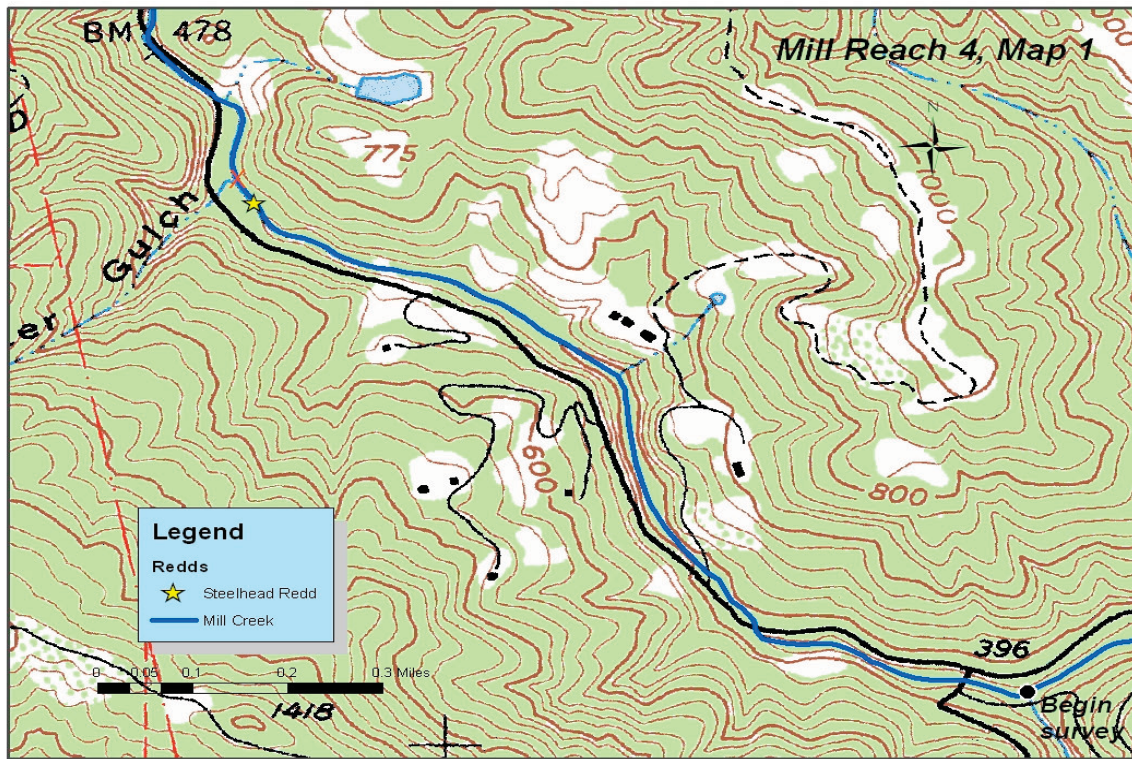 BM 478
Mill Reach 4, Map 1
N
D
775
Gulch
er
600
800
Legend
Redds
Steelhead Redd
Mill Creek
0 0.05 0.1 0.2 0.3 Miles
1418
396
Begin
survey